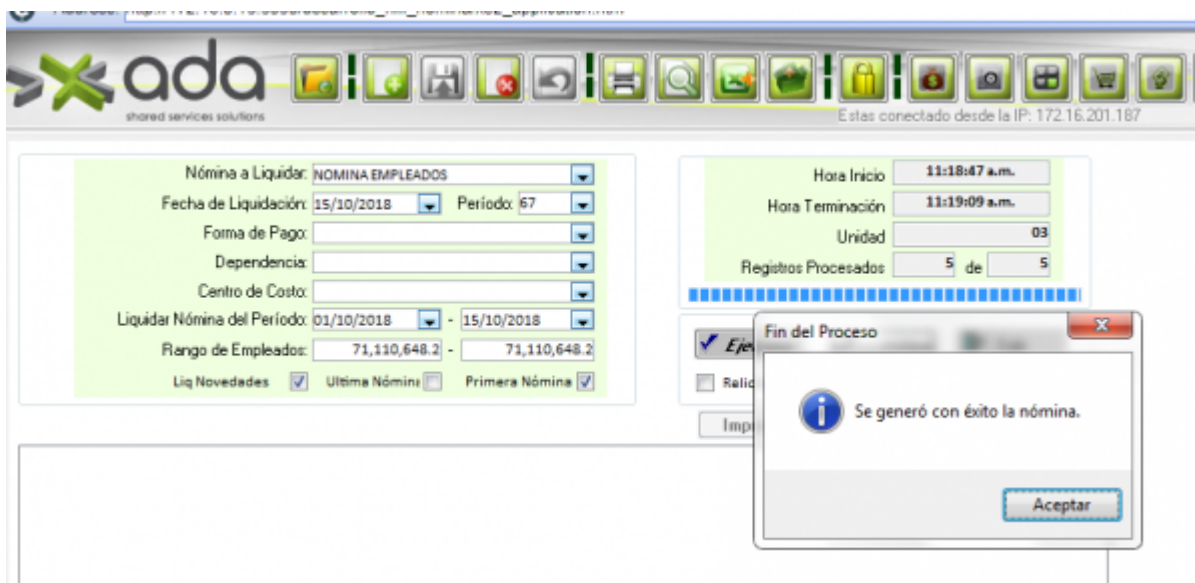 ada
shared services solutions
Estas conectado desde la IP: 172.16.201.187
Nómina a Liquidar: NOMINA EMPLEADOS
Fecha de Liquidación: 15/10/2018 Período: 67
Forma de Pago:
Dependencia:
Centro de Costo:
Liquidar Nómina del Período: 01/10/2018 - 15/10/2018
Rango de Empleados: 71,110,648.2 - 71,110,648.2
Liq Novedades Ultima Nómina Primera Nómina
Hora Inicio 11:18:47 a.m.
Hora Terminación 11:19:09 a.m.
Unidad 03
Registros Procesados 5 de 5
Fin del Proceso
Se generó con éxito la nómina.
Aceptar